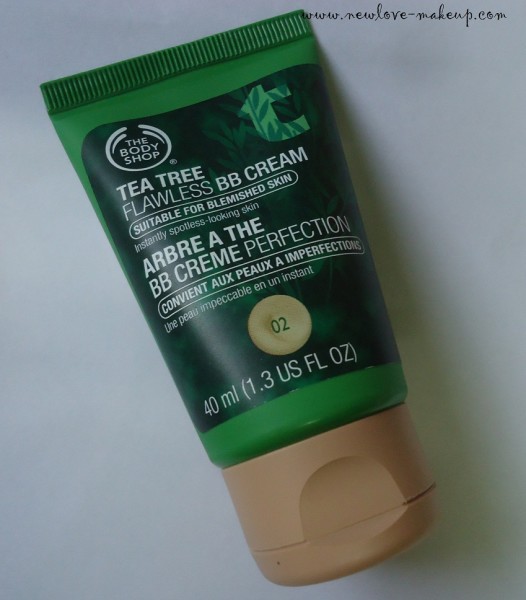 www.newlove-makeup.com
THE
BODY
SHOP
®
TEA TREE
FLAWLESS BB CREAM
SUITABLE FOR BLEMISHED SKIN
Instantly spotless-looking skin
ARBRE A THE
BB CREME PERFECTION
CONVIENT AUX PEAUX A IMPERFECTIONS
Une peau impeccable en un instant
02
40 ml (1.3 US FL OZ)